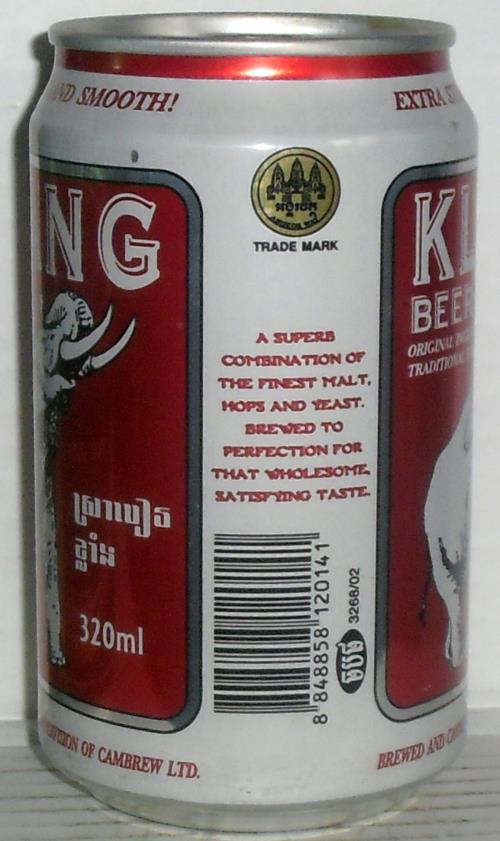 ND SMOOTH!
EXTRA S
NG
ស្រាបៀរ
ខ្លាំង
320ml
TRADE MARK
A SUPERB
COMBINATION OF
THE FINEST MALT,
HOPS AND YEAST.
BREWED TO
PERFECTION FOR
THAT WHOLESOME,
SATISFYING TASTE.
8 848858 120141
3268/02
KL
BEER
ORIGINAL
TRADITIONAL
OF CAMBREW LTD.
BREWED AND